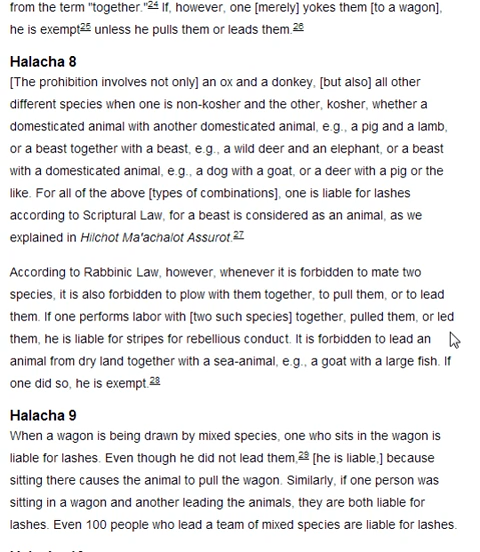 from the term "together."24 If, however, one [merely] yokes them [to a wagon],
he is exempt25 unless he pulls them or leads them.26
Halacha 8
[The prohibition involves not only] an ox and a donkey, [but also] all other
different species when one is non-kosher and the other, kosher, whether a
domesticated animal with another domesticated animal, e.g., a pig and a lamb,
or a beast together with a beast, e.g., a wild deer and an elephant, or a beast
with a domesticated animal, e.g., a dog with a goat, or a deer with a pig or the
like. For all of the above [types of combinations], one is liable for lashes
according to Scriptural Law, for a beast is considered as an animal, as we
explained in Hilchot Ma'achalot Assurot.27
According to Rabbinic Law, however, whenever it is forbidden to mate two
species, it is also forbidden to plow with them together, to pull them, or to lead
them. If one performs labor with [two such species] together, pulled them, or led
them, he is liable for stripes for rebellious conduct. It is forbidden to lead an
animal from dry land together with a sea-animal, e.g., a goat with a large fish. If
one did so, he is exempt.28
Halacha 9
When a wagon is being drawn by mixed species, one who sits in the wagon is
liable for lashes. Even though he did not lead them,29 [he is liable,] because
sitting there causes the animal to pull the wagon. Similarly, if one person was
sitting in a wagon and another leading the animals, they are both liable for
lashes. Even 100 people who lead a team of mixed species are liable for lashes.